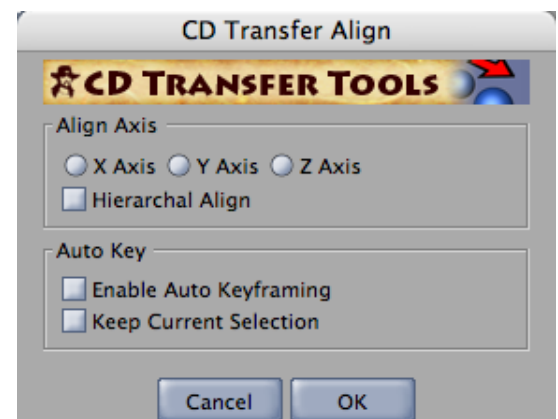 CD Transfer Align
CD TRANSFER TOOLS
Align Axis
X Axis Y Axis Z Axis
Hierarchal Align
Auto Key
Enable Auto Keyframing
Keep Current Selection
Cancel OK